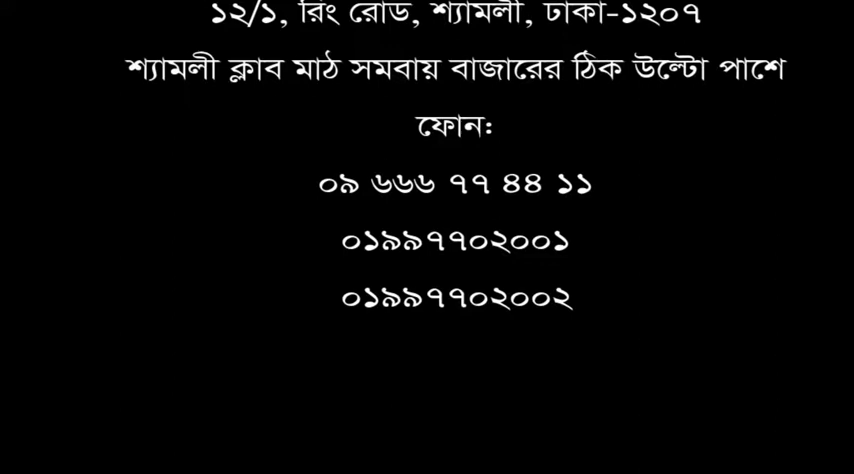 ১২/১, রিং রোড, শ্যামলী, ঢাকা-১২০৭
শ্যামলী ক্লাব মাঠ সমবায় বাজারের ঠিক উল্টো পাশে
ফোন:
০৯ ৬৬৬ ৭৭ ৪৪ ১১
০১৯৯৭৭০২০০১
০১৯৯৭৭০২০০২